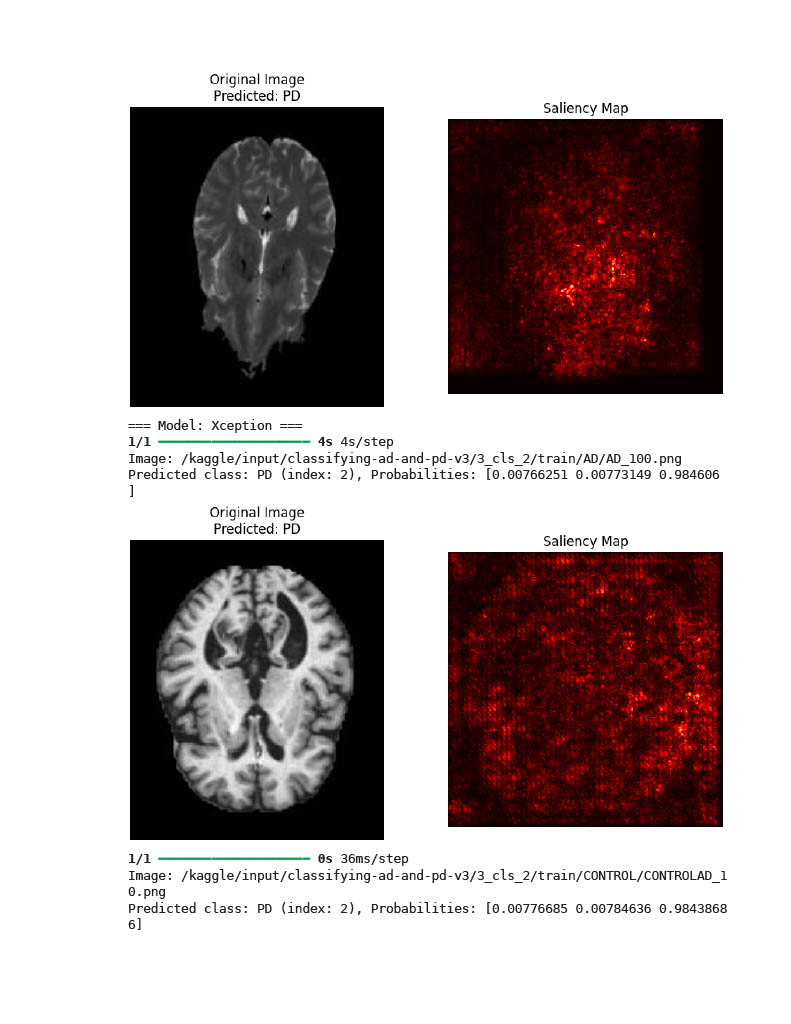 Original Image
Predicted: PD
Saliency Map
=== Model: Xception ===
1/1 ━━━━━━━━━━━━━━━━━━━━ 4s 4s/step
Image: /kaggle/input/classifying-ad-and-pd-v3/3_cls_2/train/AD/AD_100.png
Predicted class: PD (index: 2), Probabilities: [0.00766251 0.00773149 0.984606
]
Original Image
Predicted: PD
Saliency Map
1/1 ━━━━━━━━━━━━━━━━━━━━ 0s 36ms/step
Image: /kaggle/input/classifying-ad-and-pd-v3/3_cls_2/train/CONTROL/CONTROLAD_1
0.png
Predicted class: PD (index: 2), Probabilities: [0.00776685 0.00784636 0.9843868
6]